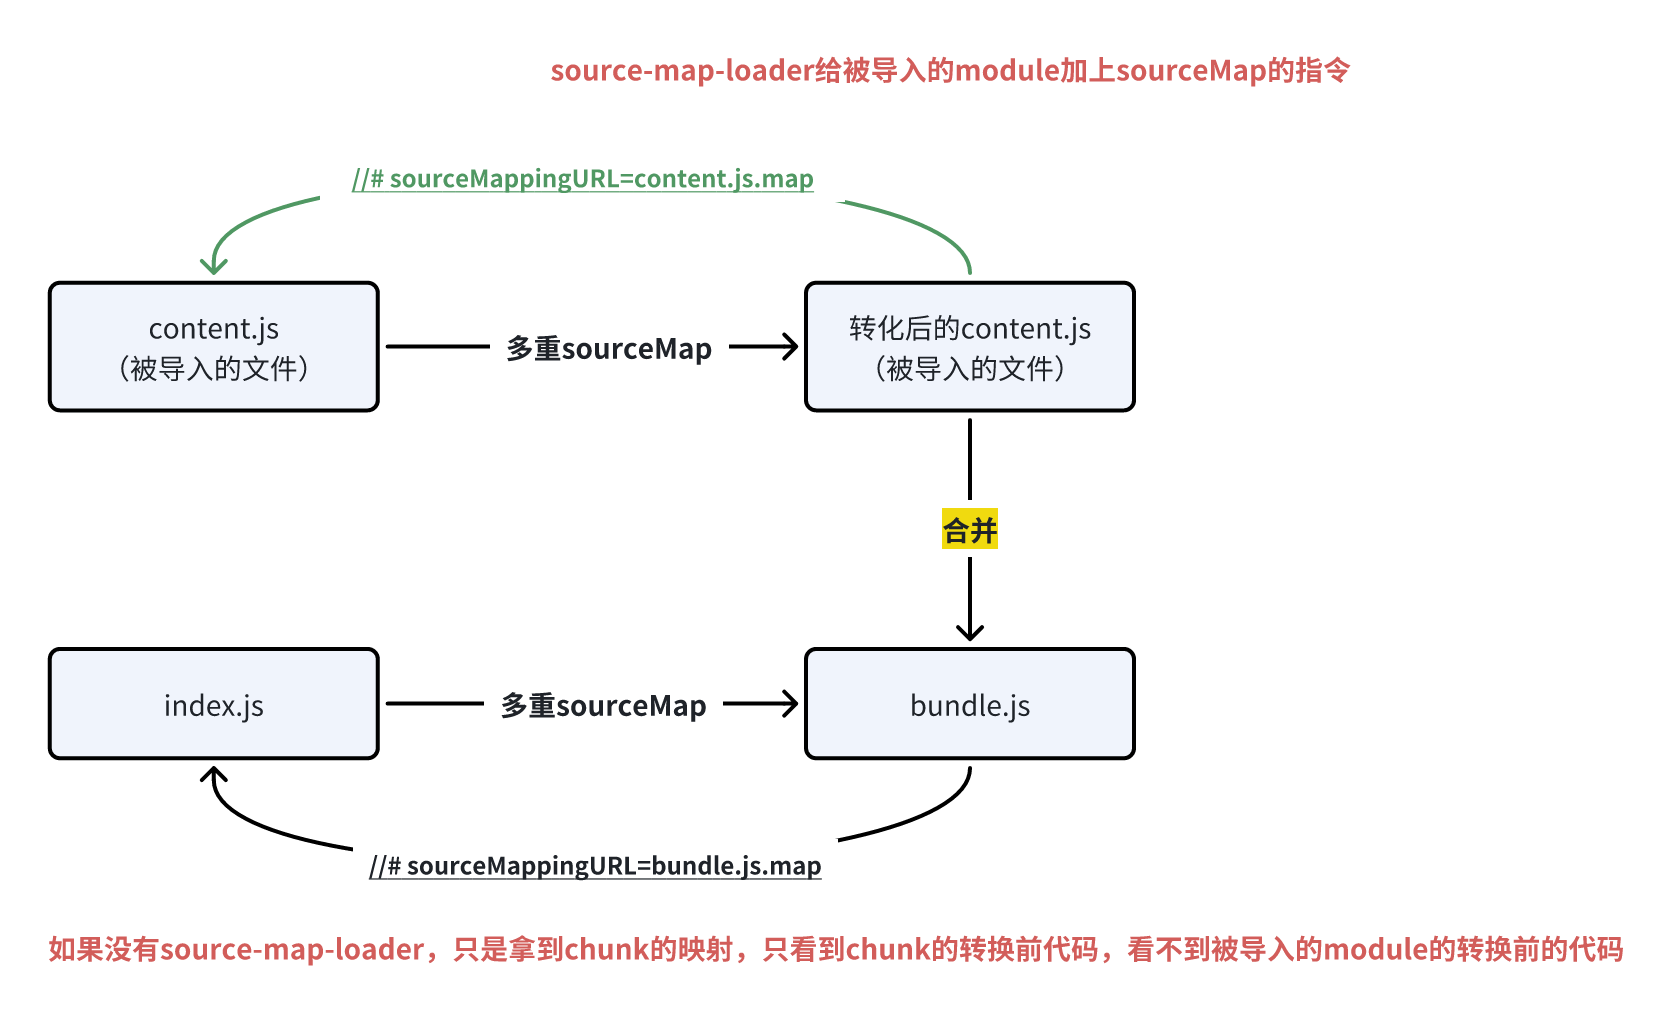 source-map-loader给被导入的module加上sourceMap的指令
//# sourceMappingURL=content.js.map
content.js
（被导入的文件）
多重sourceMap
转化后的content.js
（被导入的文件）
合并
index.js
多重sourceMap
bundle.js
//# sourceMappingURL=bundle.js.map
如果没有source-map-loader，只是拿到chunk的映射，只看到chunk的转换前代码，看不到被导入的module的转换前的代码